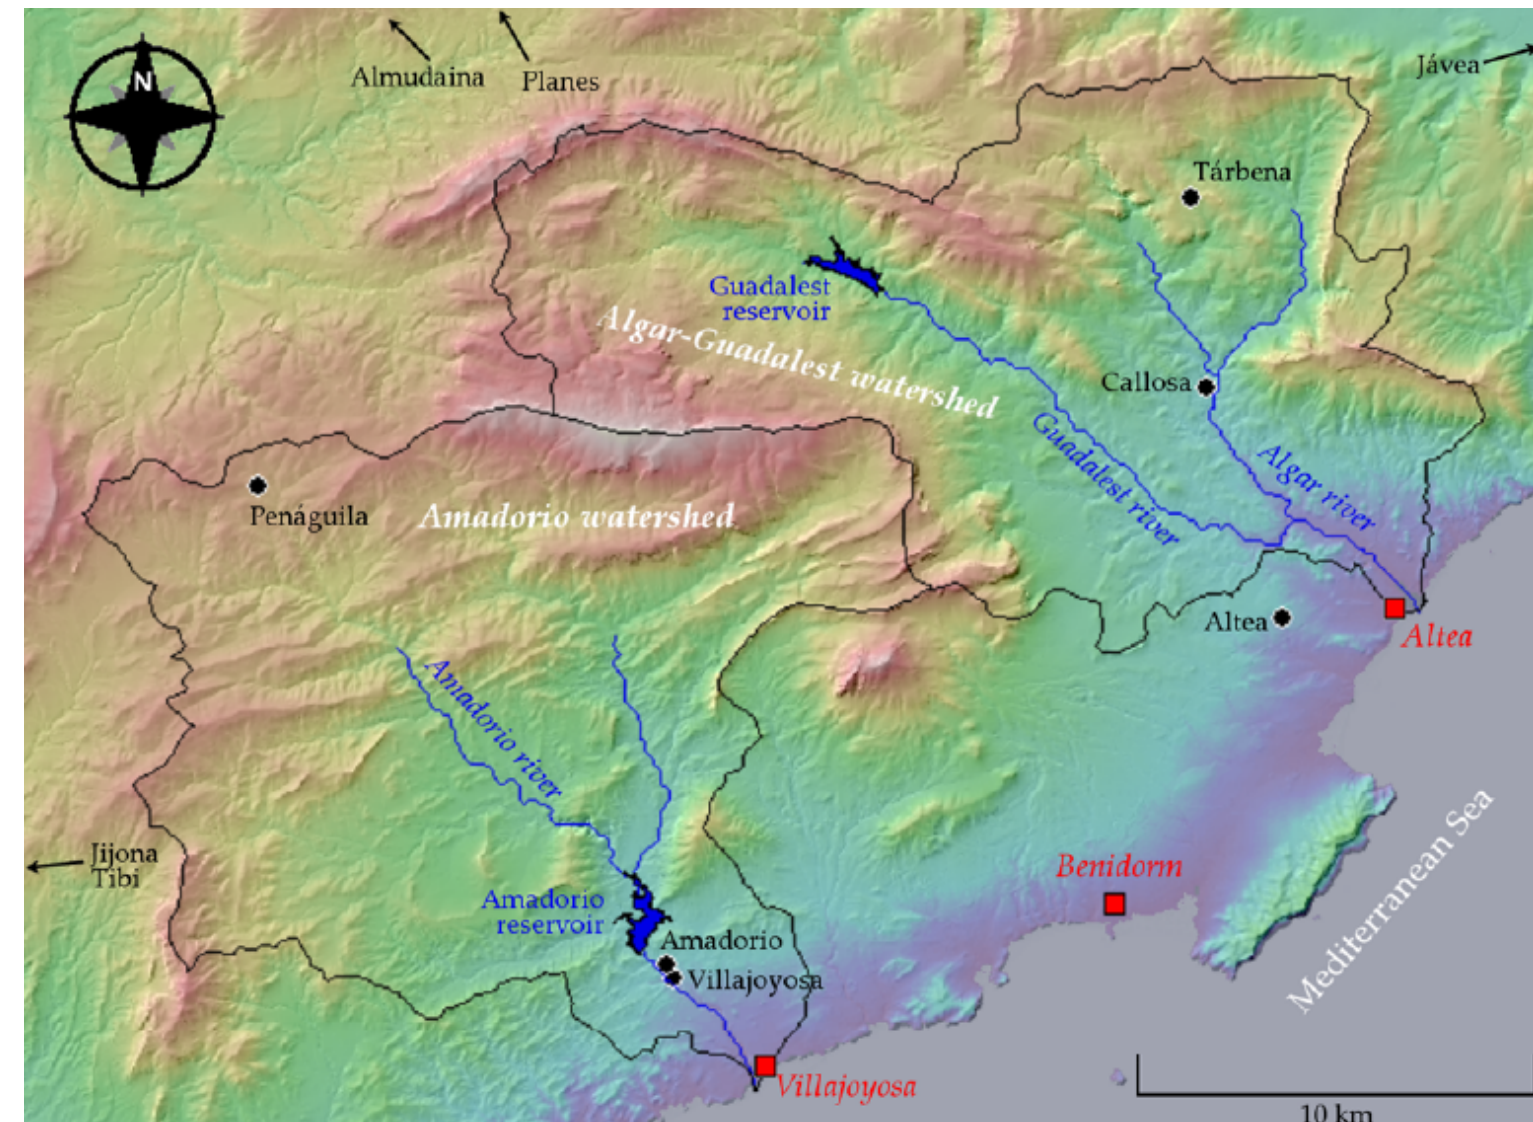 N
Almudaina
Planes
Jávea
Tárbena
Guadalest
reservoir
Algar-Guadalest watershed
Callosa
Guadalest river
Algar river
Penáguila
Amadorio watershed
Altea
Altea
Amadorio river
Jijona
Tibi
Benidorm
Mediterranean Sea
Amadorio
reservoir
Amadorio
Villajoyosa
Villajoyosa
10 km